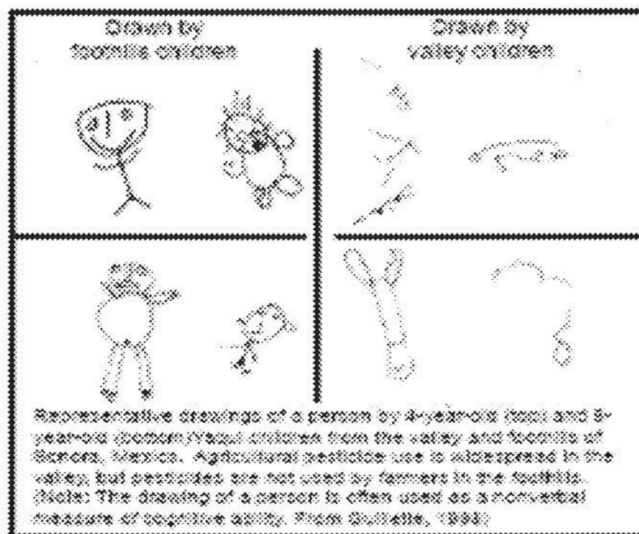 Drawn by
foothills children
Drawn by
valley children
Representative drawings of a person by 4-year-old (top) and 5-
year-old (bottom) Yaqui children from the valley and foothills of
Sonora, Mexico. Agricultural pesticide use is widespread in the
valley, but pesticides are not used by farmers in the foothills.
(Note: The drawing of a person is often used as a nonverbal
measure of cognitive ability. From Guillette,